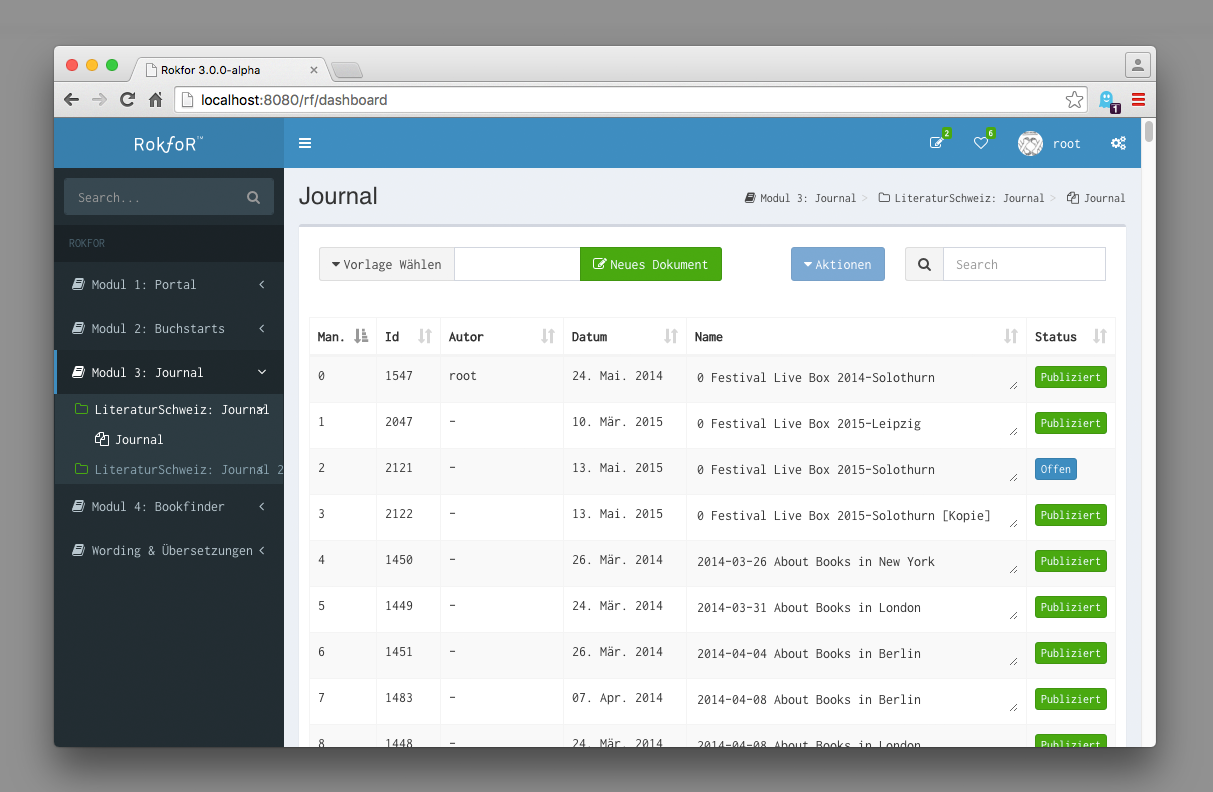 Rokfor 3.0.0-alpha
localhost:8080/rf/dashboard
1
RokfoR™
2
6
root
Search...
ROKFOR
Modul 1: Portal
Modul 2: Buchstarts
Modul 3: Journal
LiteraturSchweiz: Journal
Journal
LiteraturSchweiz: Journal 2
Modul 4: Bookfinder
Wording & Übersetzungen
Journal
Modul 3: Journal > LiteraturSchweiz: Journal > Journal
Vorlage Wählen Neues Dokument Aktionen Search
Man. Id Autor Datum Name Status
0 1547 root 24. Mai. 2014 0 Festival Live Box 2014-Solothurn Publiziert
1 2047 - 10. Mär. 2015 0 Festival Live Box 2015-Leipzig Publiziert
2 2121 - 13. Mai. 2015 0 Festival Live Box 2015-Solothurn Offen
3 2122 - 13. Mai. 2015 0 Festival Live Box 2015-Solothurn [Kopie] Publiziert
4 1450 - 26. Mär. 2014 2014-03-26 About Books in New York Publiziert
5 1449 - 24. Mär. 2014 2014-03-31 About Books in London Publiziert
6 1451 - 26. Mär. 2014 2014-04-04 About Books in Berlin Publiziert
7 1483 - 07. Apr. 2014 2014-04-08 About Books in Berlin Publiziert
8 1448 - 24. Mär. 2014 2014-04-08 About Books in London Publiziert